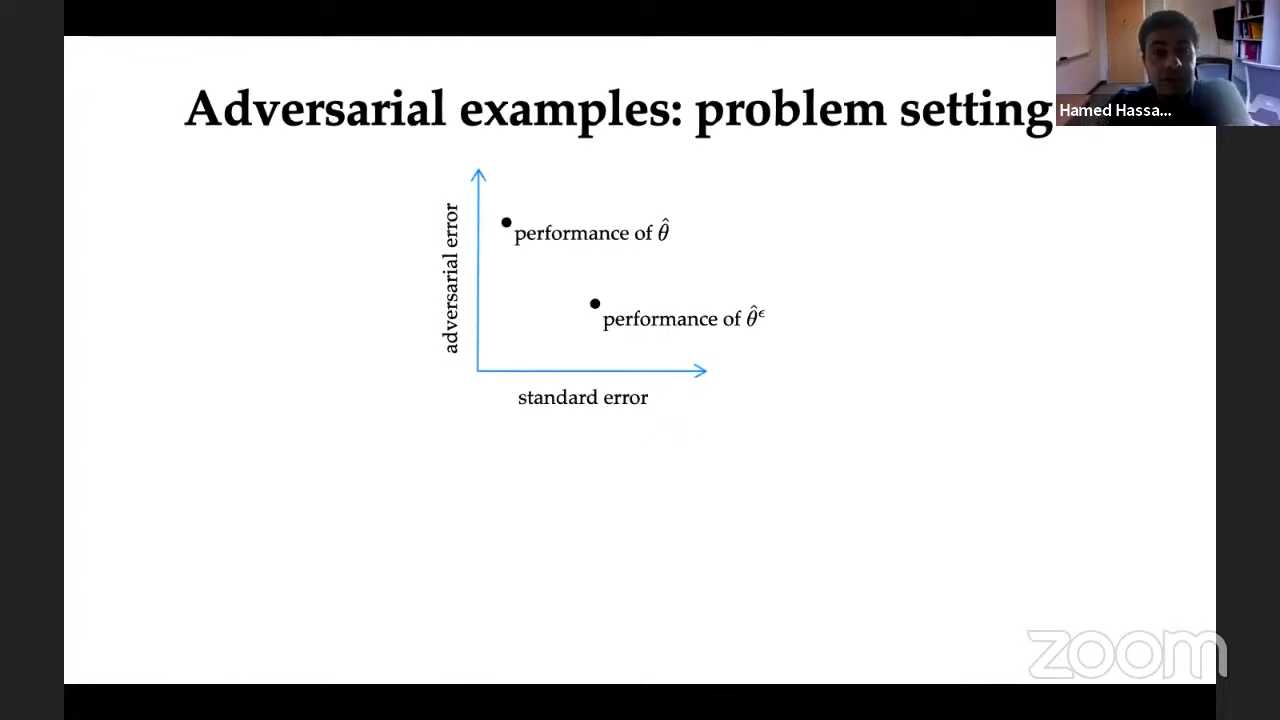 Adversarial examples: problem setting
Hamed Hassa...
adversarial error
performance of θ̂
performance of θ̂^ϵ
standard error
zoom